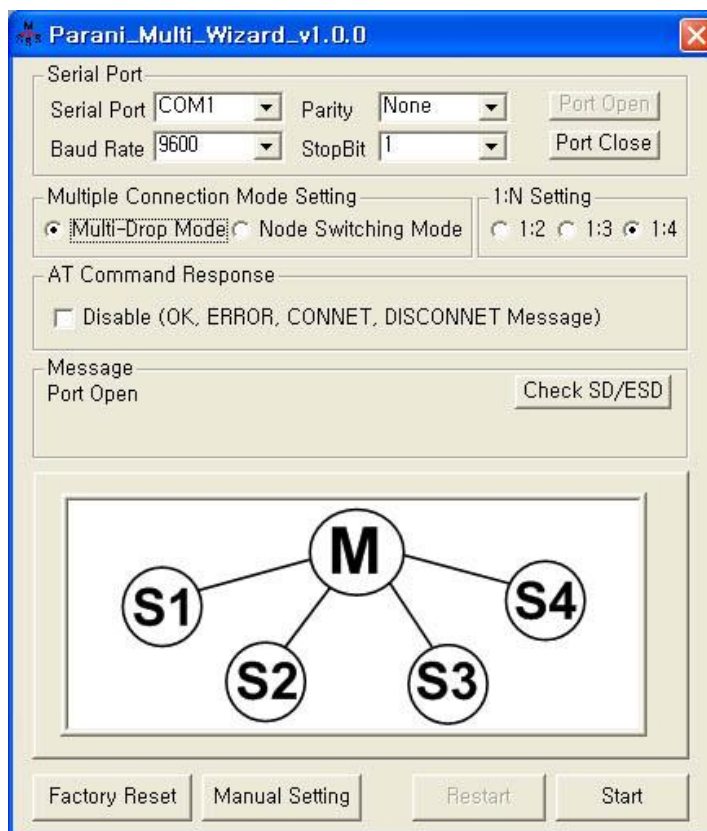 Parani_Multi_Wizard_v1.0.0
Serial Port
Serial Port COM1 Parity None Port Open
Baud Rate 9600 StopBit 1 Port Close
Multiple Connection Mode Setting 1:N Setting
Multi-Drop Mode Node Switching Mode 1:2 1:3 1:4
AT Command Response
Disable (OK, ERROR, CONNET, DISCONNET Message)
Message
Port Open Check SD/ESD
M
S1 S4
S2 S3
Factory Reset Manual Setting Restart Start